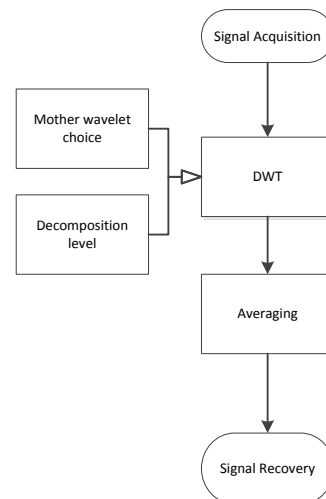 Signal Acquisition
Mother wavelet
choice
DWT
Decomposition
level
Averaging
Signal Recovery